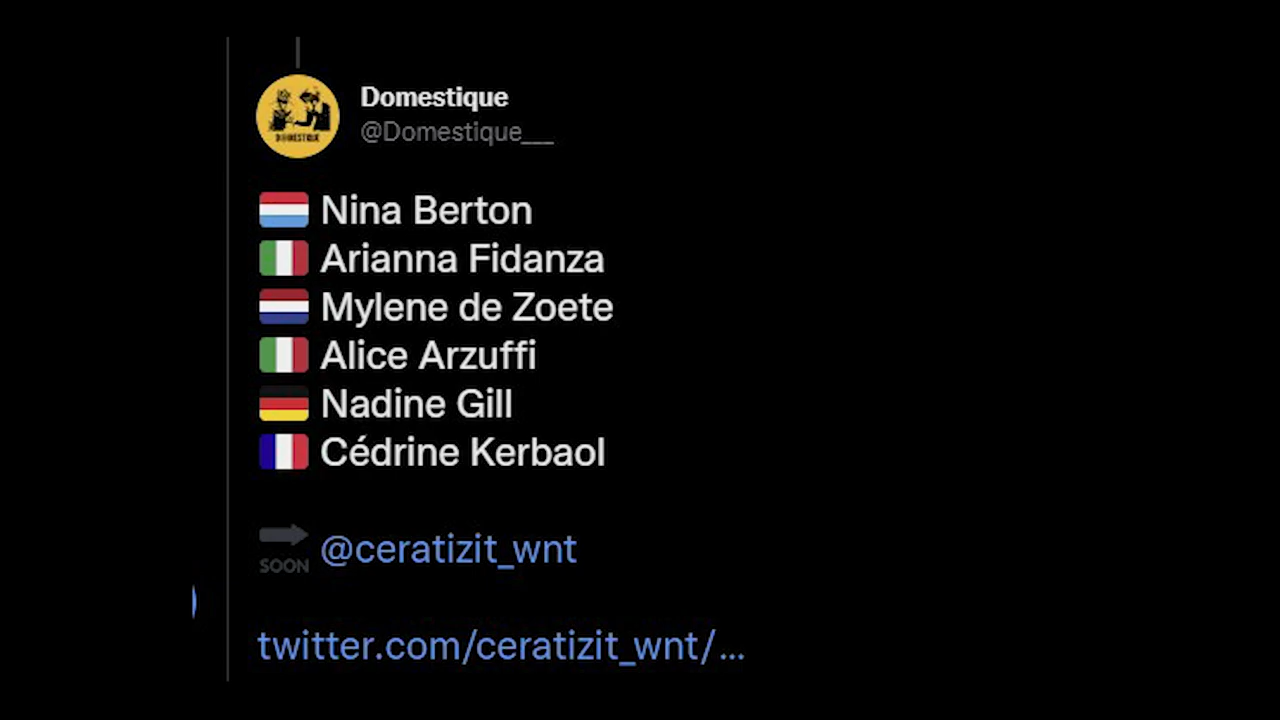 Domestique
@Domestique___
Nina Berton
Arianna Fidanza
Mylene de Zoete
Alice Arzuffi
Nadine Gill
Cédrine Kerbaol
SOON @ceratizit_wnt
twitter.com/ceratizit_wnt/...